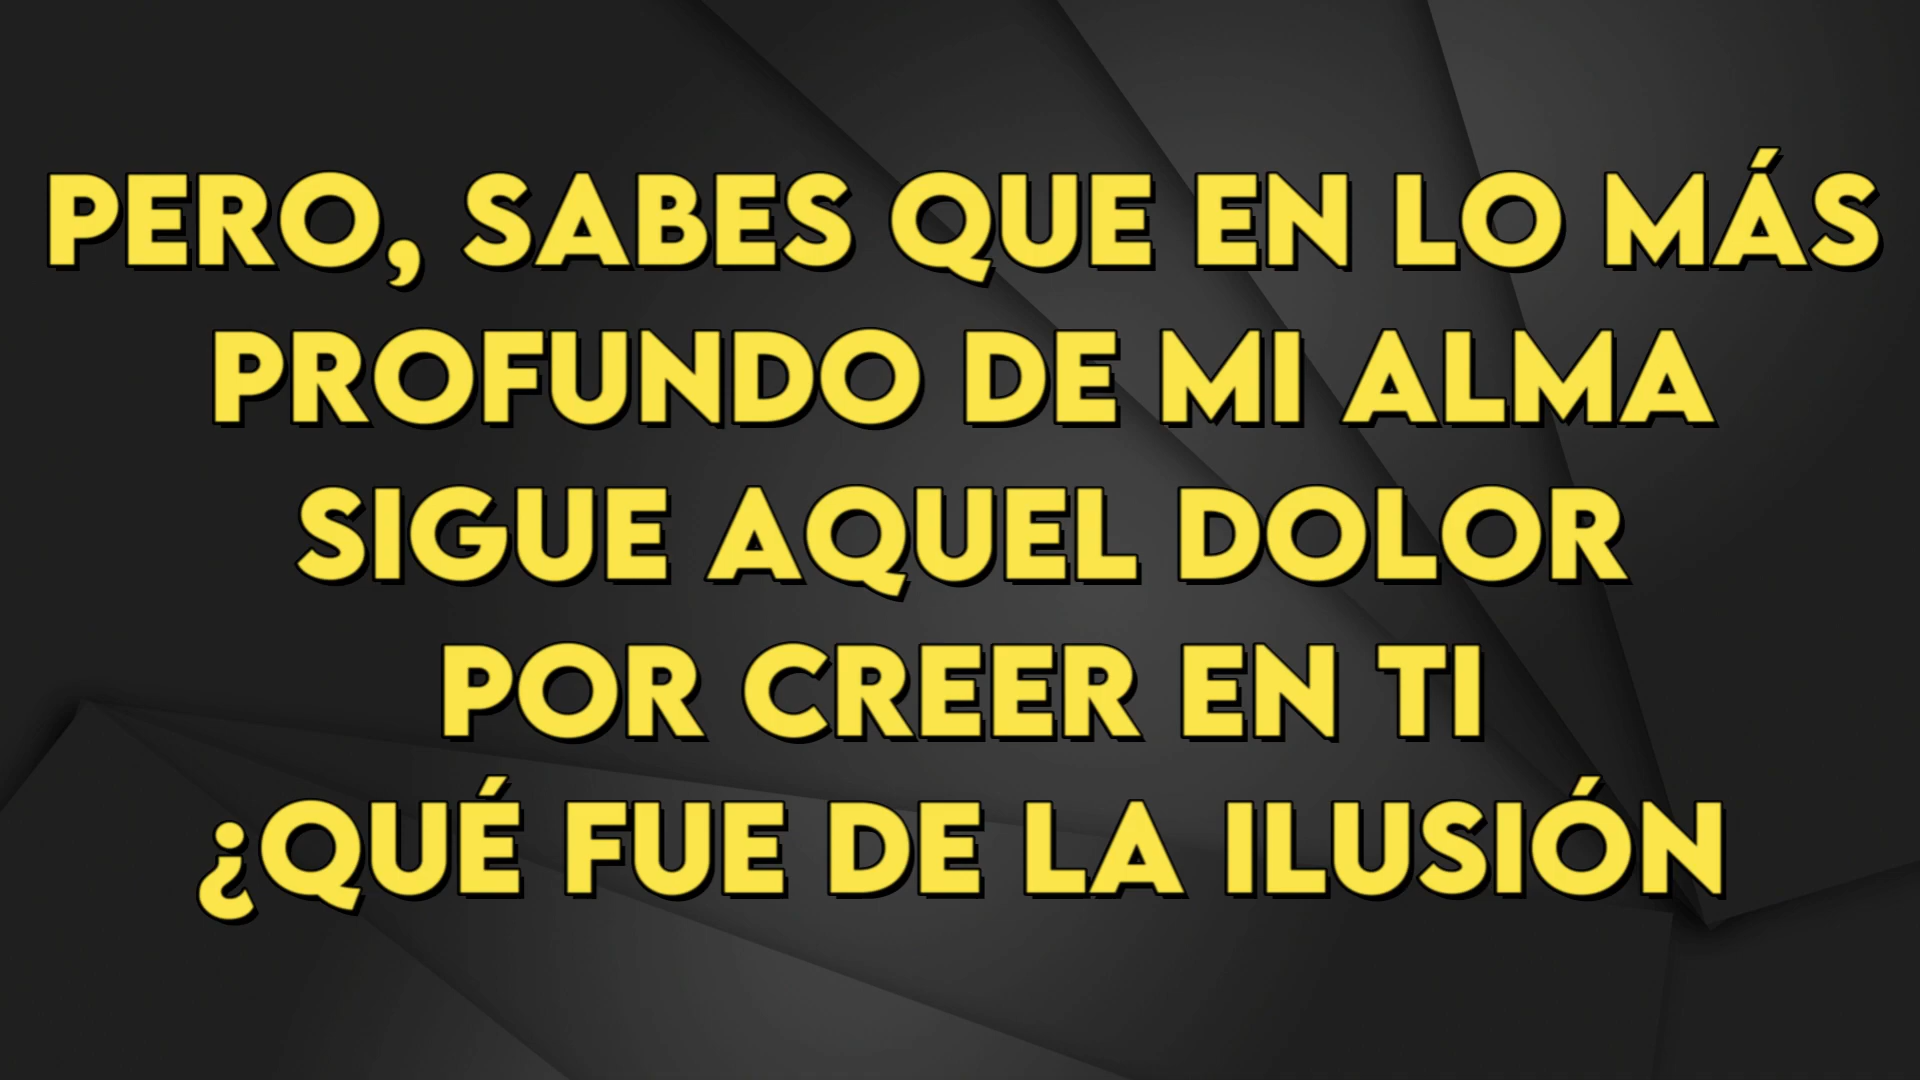 PERO, SABES QUE EN LO MÁS
PROFUNDO DE MI ALMA
SIGUE AQUEL DOLOR
POR CREER EN TI
¿QUÉ FUE DE LA ILUSIÓN